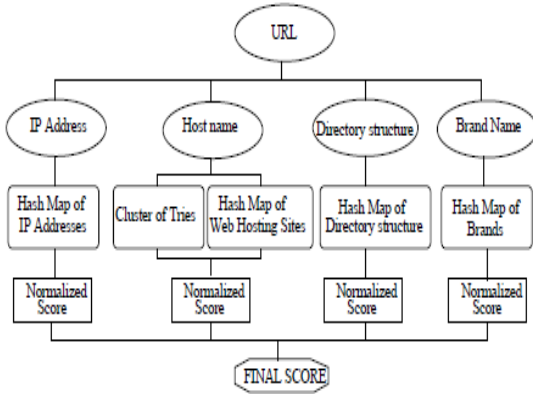 URL
IP Address
Host name
Directory structure
Brand Name
Hash Map of
IP Addresses
Cluster of Tries
Hash Map of
Web Hosting Sites
Hash Map of
Directory structure
Hash Map of
Brands
Normalized
Score
Normalized
Score
Normalized
Score
Normalized
Score
FINAL SCORE